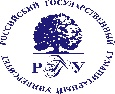 РОССИЙСКИЙ ГОСУДАРСТВЕННЫЙ ГУМАНИТАРНЫЙ УНИВЕРСИТЕТ
РГГУ